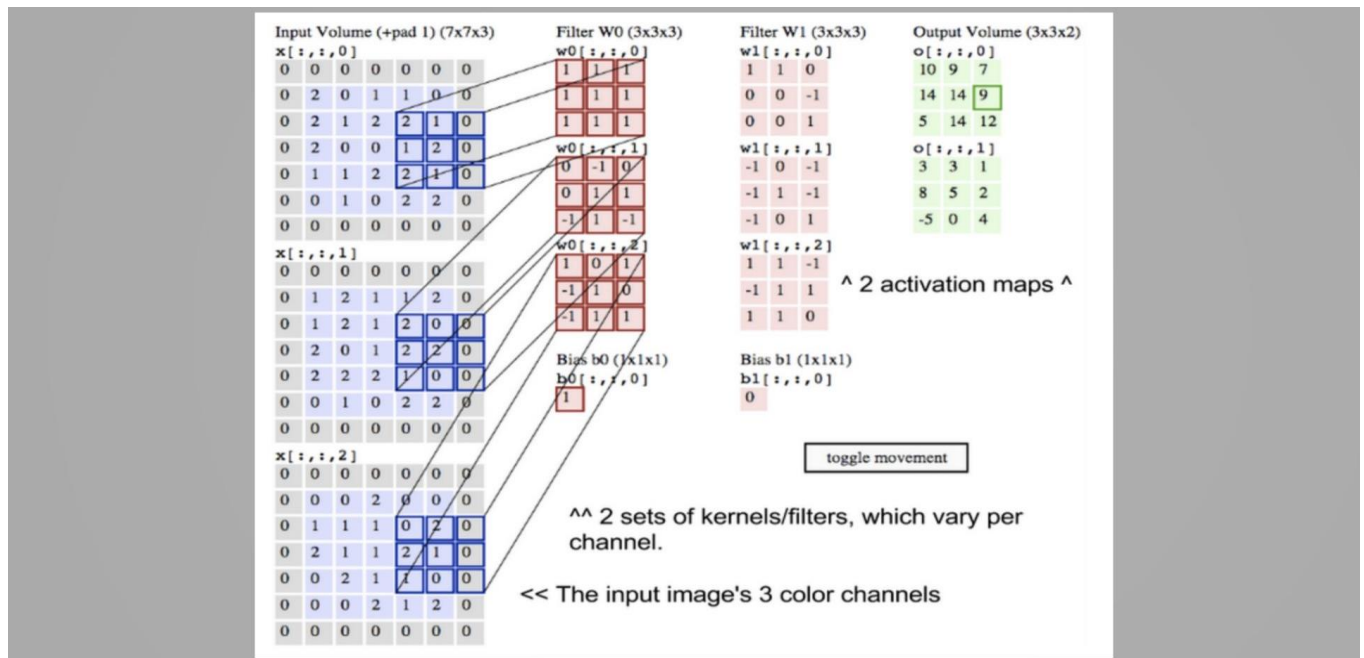 Input Volume (+pad 1) (7x7x3)
x[:,:,0]
0 0 0 0 0 0 0
0 2 0 1 1 0 0
0 2 1 2 2 1 0
0 2 0 0 1 2 0
0 1 1 2 2 1 0
0 0 1 0 2 2 0
0 0 0 0 0 0 0
x[:,:,1]
0 0 0 0 0 0 0
0 1 2 1 1 2 0
0 1 2 1 2 0 0
0 2 0 1 2 2 0
0 2 2 2 1 0 0
0 0 1 0 2 2 0
0 0 0 0 0 0 0
x[:,:,2]
0 0 0 0 0 0 0
0 0 0 2 0 0 0
0 1 1 1 0 2 0
0 2 1 1 2 1 0
0 0 2 1 1 0 0
0 0 0 2 1 2 0
0 0 0 0 0 0 0
Filter W0 (3x3x3)
w0[:,:,0]
1 1 1
1 1 1
1 1 1
w0[:,:,1]
0 -1 0
0 1 1
-1 1 -1
w0[:,:,2]
1 0 1
-1 1 0
-1 1 1
Bias b0 (1x1x1)
b0[:,:,0]
1
Filter W1 (3x3x3)
w1[:,:,0]
1 1 0
0 0 -1
0 0 1
w1[:,:,1]
-1 0 -1
-1 1 -1
-1 0 1
w1[:,:,2]
1 1 -1
-1 1 1
1 1 0
Bias b1 (1x1x1)
b1[:,:,0]
0
Output Volume (3x3x2)
o[:,:,0]
10 9 7
14 14 9
5 14 12
o[:,:,1]
3 3 1
8 5 2
-5 0 4
^ 2 activation maps ^
toggle movement
^^ 2 sets of kernels/filters, which vary per
channel.
<< The input image's 3 color channels